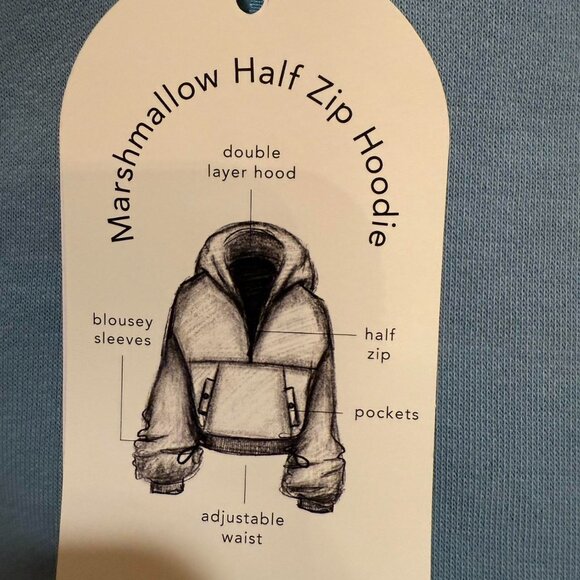 Marshmallow Half Zip Hoodie
double
layer hood
blousey
sleeves
half
zip
pockets
adjustable
waist